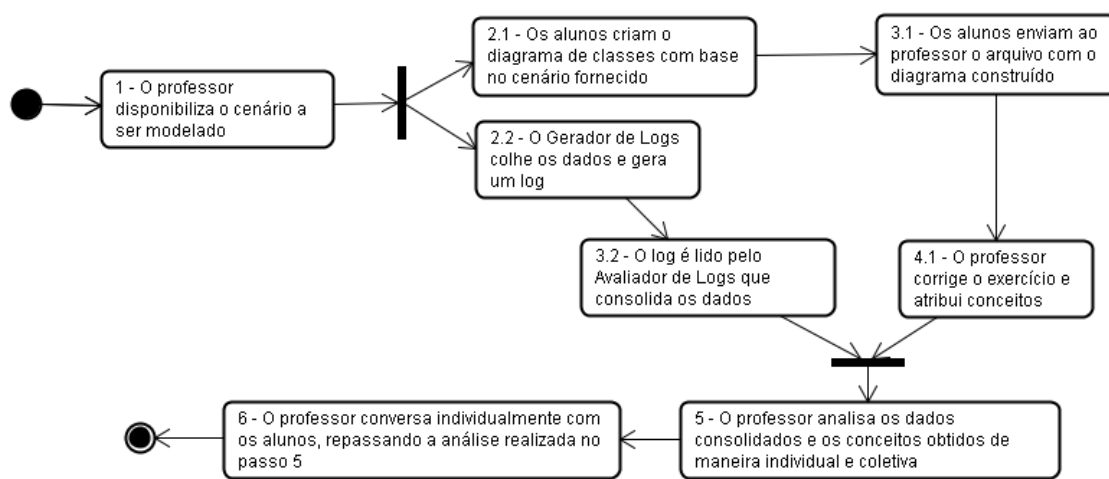 1 - O professor
disponibiliza o cenário a
ser modelado
2.1 - Os alunos criam o
diagrama de classes com base
no cenário fornecido
3.1 - Os alunos enviam ao
professor o arquivo com o
diagrama construído
2.2 - O Gerador de Logs
colhe os dados e gera
um log
3.2 - O log é lido pelo
Avaliador de Logs que
consolida os dados
4.1 - O professor
corrige o exercício e
atribui conceitos
6 - O professor conversa individualmente com
os alunos, repassando a análise realizada no
passo 5
5 - O professor analisa os dados
consolidados e os conceitos obtidos de
maneira individual e coletiva